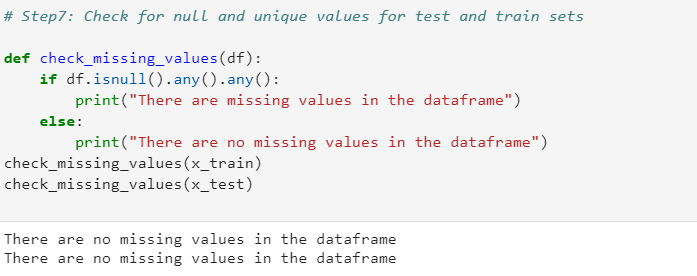 # Step7: Check for null and unique values for test and train sets
def check_missing_values(df):
    if df.isnull().any().any():
        print("There are missing values in the dataframe")
    else:
        print("There are no missing values in the dataframe")
check_missing_values(x_train)
check_missing_values(x_test)
There are no missing values in the dataframe
There are no missing values in the dataframe